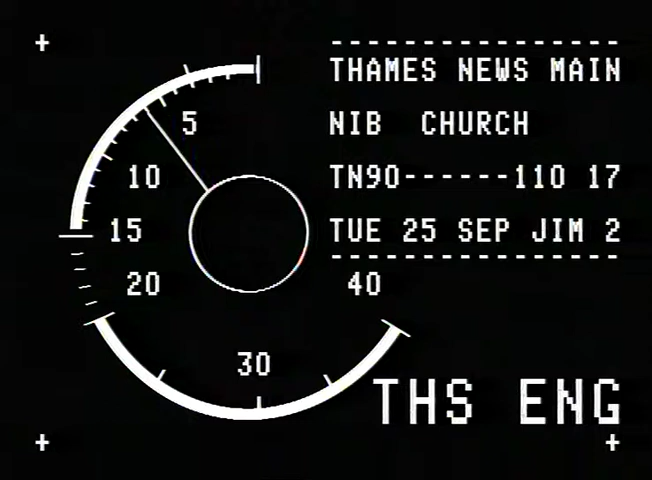 THAMES NEWS MAIN
NIB CHURCH
TN90------110 17
TUE 25 SEP JIM 2
5
10
15
20
30
40
THS ENG